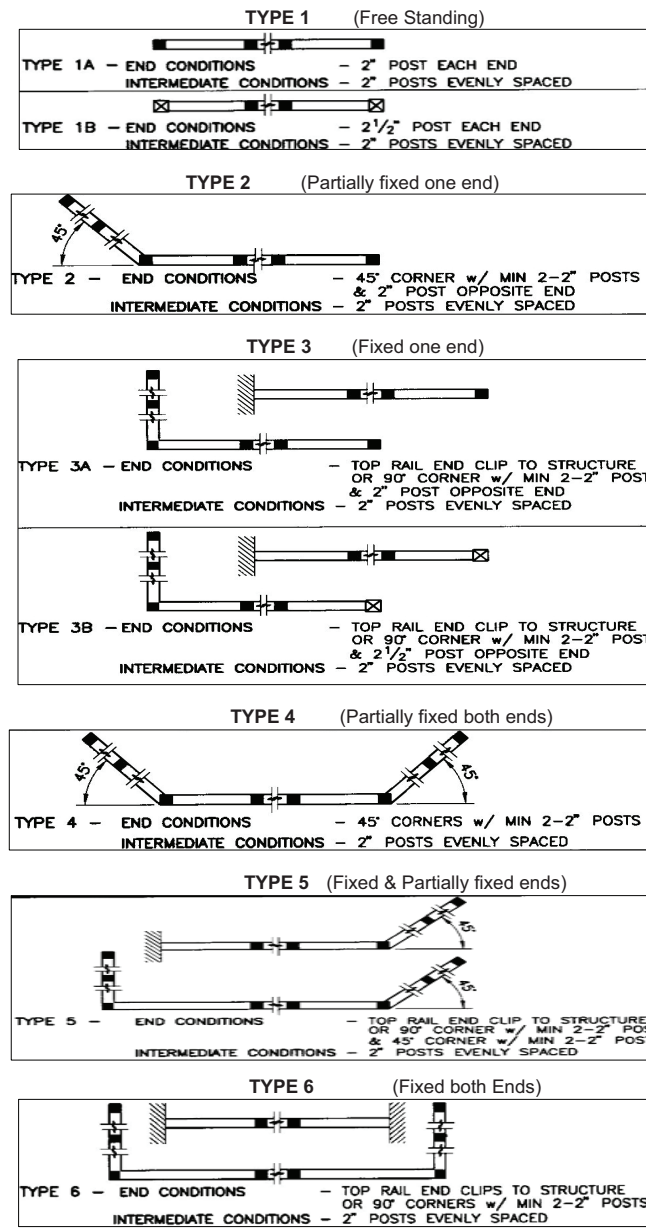 TYPE 1 (Free Standing)
TYPE 1A – END CONDITIONS – 2" POST EACH END
INTERMEDIATE CONDITIONS – 2" POSTS EVENLY SPACED
TYPE 1B – END CONDITIONS – 2 1/2" POST EACH END
INTERMEDIATE CONDITIONS – 2" POSTS EVENLY SPACED
TYPE 2 (Partially fixed one end)
45°
TYPE 2 – END CONDITIONS – 45° CORNER w/ MIN 2–2" POSTS
& 2" POST OPPOSITE END
INTERMEDIATE CONDITIONS – 2" POSTS EVENLY SPACED
TYPE 3 (Fixed one end)
TYPE 3A – END CONDITIONS – TOP RAIL END CLIP TO STRUCTURE
OR 90° CORNER w/ MIN 2–2" POST
& 2" POST OPPOSITE END
INTERMEDIATE CONDITIONS – 2" POSTS EVENLY SPACED
TYPE 3B – END CONDITIONS – TOP RAIL END CLIP TO STRUCTURE
OR 90° CORNER w/ MIN 2–2" POST
& 2 1/2" POST OPPOSITE END
INTERMEDIATE CONDITIONS – 2" POSTS EVENLY SPACED
TYPE 4 (Partially fixed both ends)
45° 45°
TYPE 4 – END CONDITIONS – 45° CORNERS w/ MIN 2–2" POSTS
INTERMEDIATE CONDITIONS – 2" POSTS EVENLY SPACED
TYPE 5 (Fixed & Partially fixed ends)
45°
45°
TYPE 5 – END CONDITIONS – TOP RAIL END CLIP TO STRUCTURE
OR 90° CORNER w/ MIN 2–2" POS
& 45° CORNER w/ MIN 2–2" POST
INTERMEDIATE CONDITIONS – 2" POSTS EVENLY SPACED
TYPE 6 (Fixed both Ends)
TYPE 6 – END CONDITIONS – TOP RAIL END CLIPS TO STRUCTURE
OR 90° CORNERS w/ MIN 2–2" POSTS
INTERMEDIATE CONDITIONS – 2" POSTS EVENLY SPACED